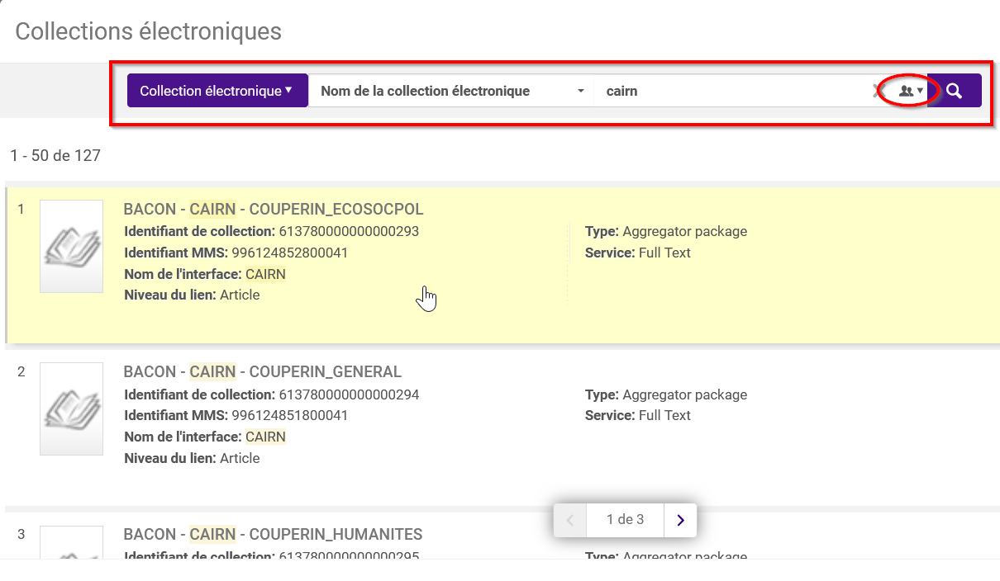 Collections électroniques
Collection électronique ▾ Nom de la collection électronique cairn
1 - 50 de 127
1 BACON - CAIRN - COUPERIN_ECOSOCPOL
Identifiant de collection: 613780000000000293 Type: Aggregator package
Identifiant MMS: 996124852800041 Service: Full Text
Nom de l'interface: CAIRN
Niveau du lien: Article
2 BACON - CAIRN - COUPERIN_GENERAL
Identifiant de collection: 613780000000000294 Type: Aggregator package
Identifiant MMS: 996124851800041 Service: Full Text
Nom de l'interface: CAIRN
Niveau du lien: Article
1 de 3
3 BACON - CAIRN - COUPERIN_HUMANITES
Identifiant de collection: 613780000000000295 Type: Aggregator package